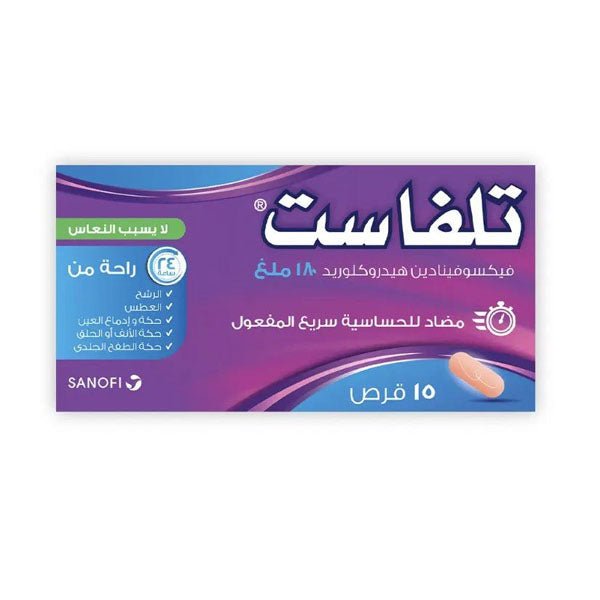 تلفاست®
فيكسوفينادين هيدروكلوريد ١٨٠ ملغ
مضاد للحساسية سريع المفعول
١٥ قرص
لا يسبب النعاس
٢٤ ساعة
راحة من
✓ الرشح
✓ العطس
✓ حكة و إدماع العين
✓ حكة الأنف أو الحلق
✓ حكة الطفح الجلدي
SANOFI